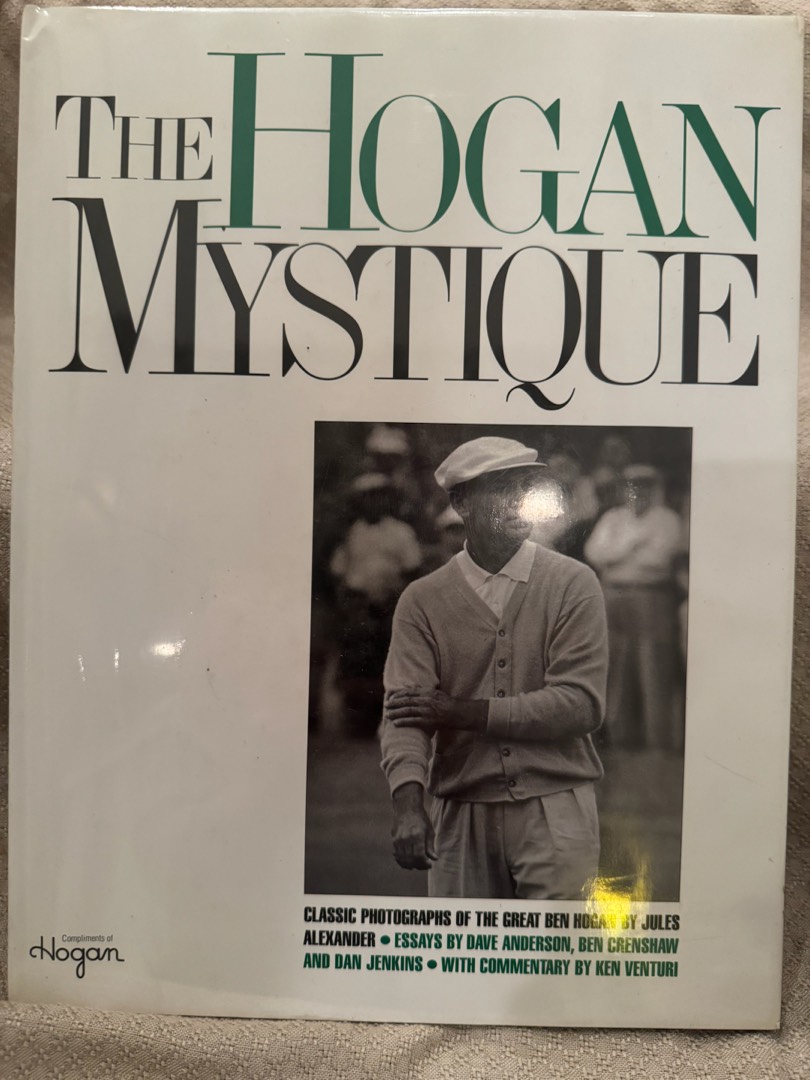 THE HOGAN
MYSTIQUE
CLASSIC PHOTOGRAPHS OF THE GREAT BEN HOGAN BY JULES
ALEXANDER • ESSAYS BY DAVE ANDERSON, BEN CRENSHAW
AND DAN JENKINS • WITH COMMENTARY BY KEN VENTURI
Compliments of
Hogan